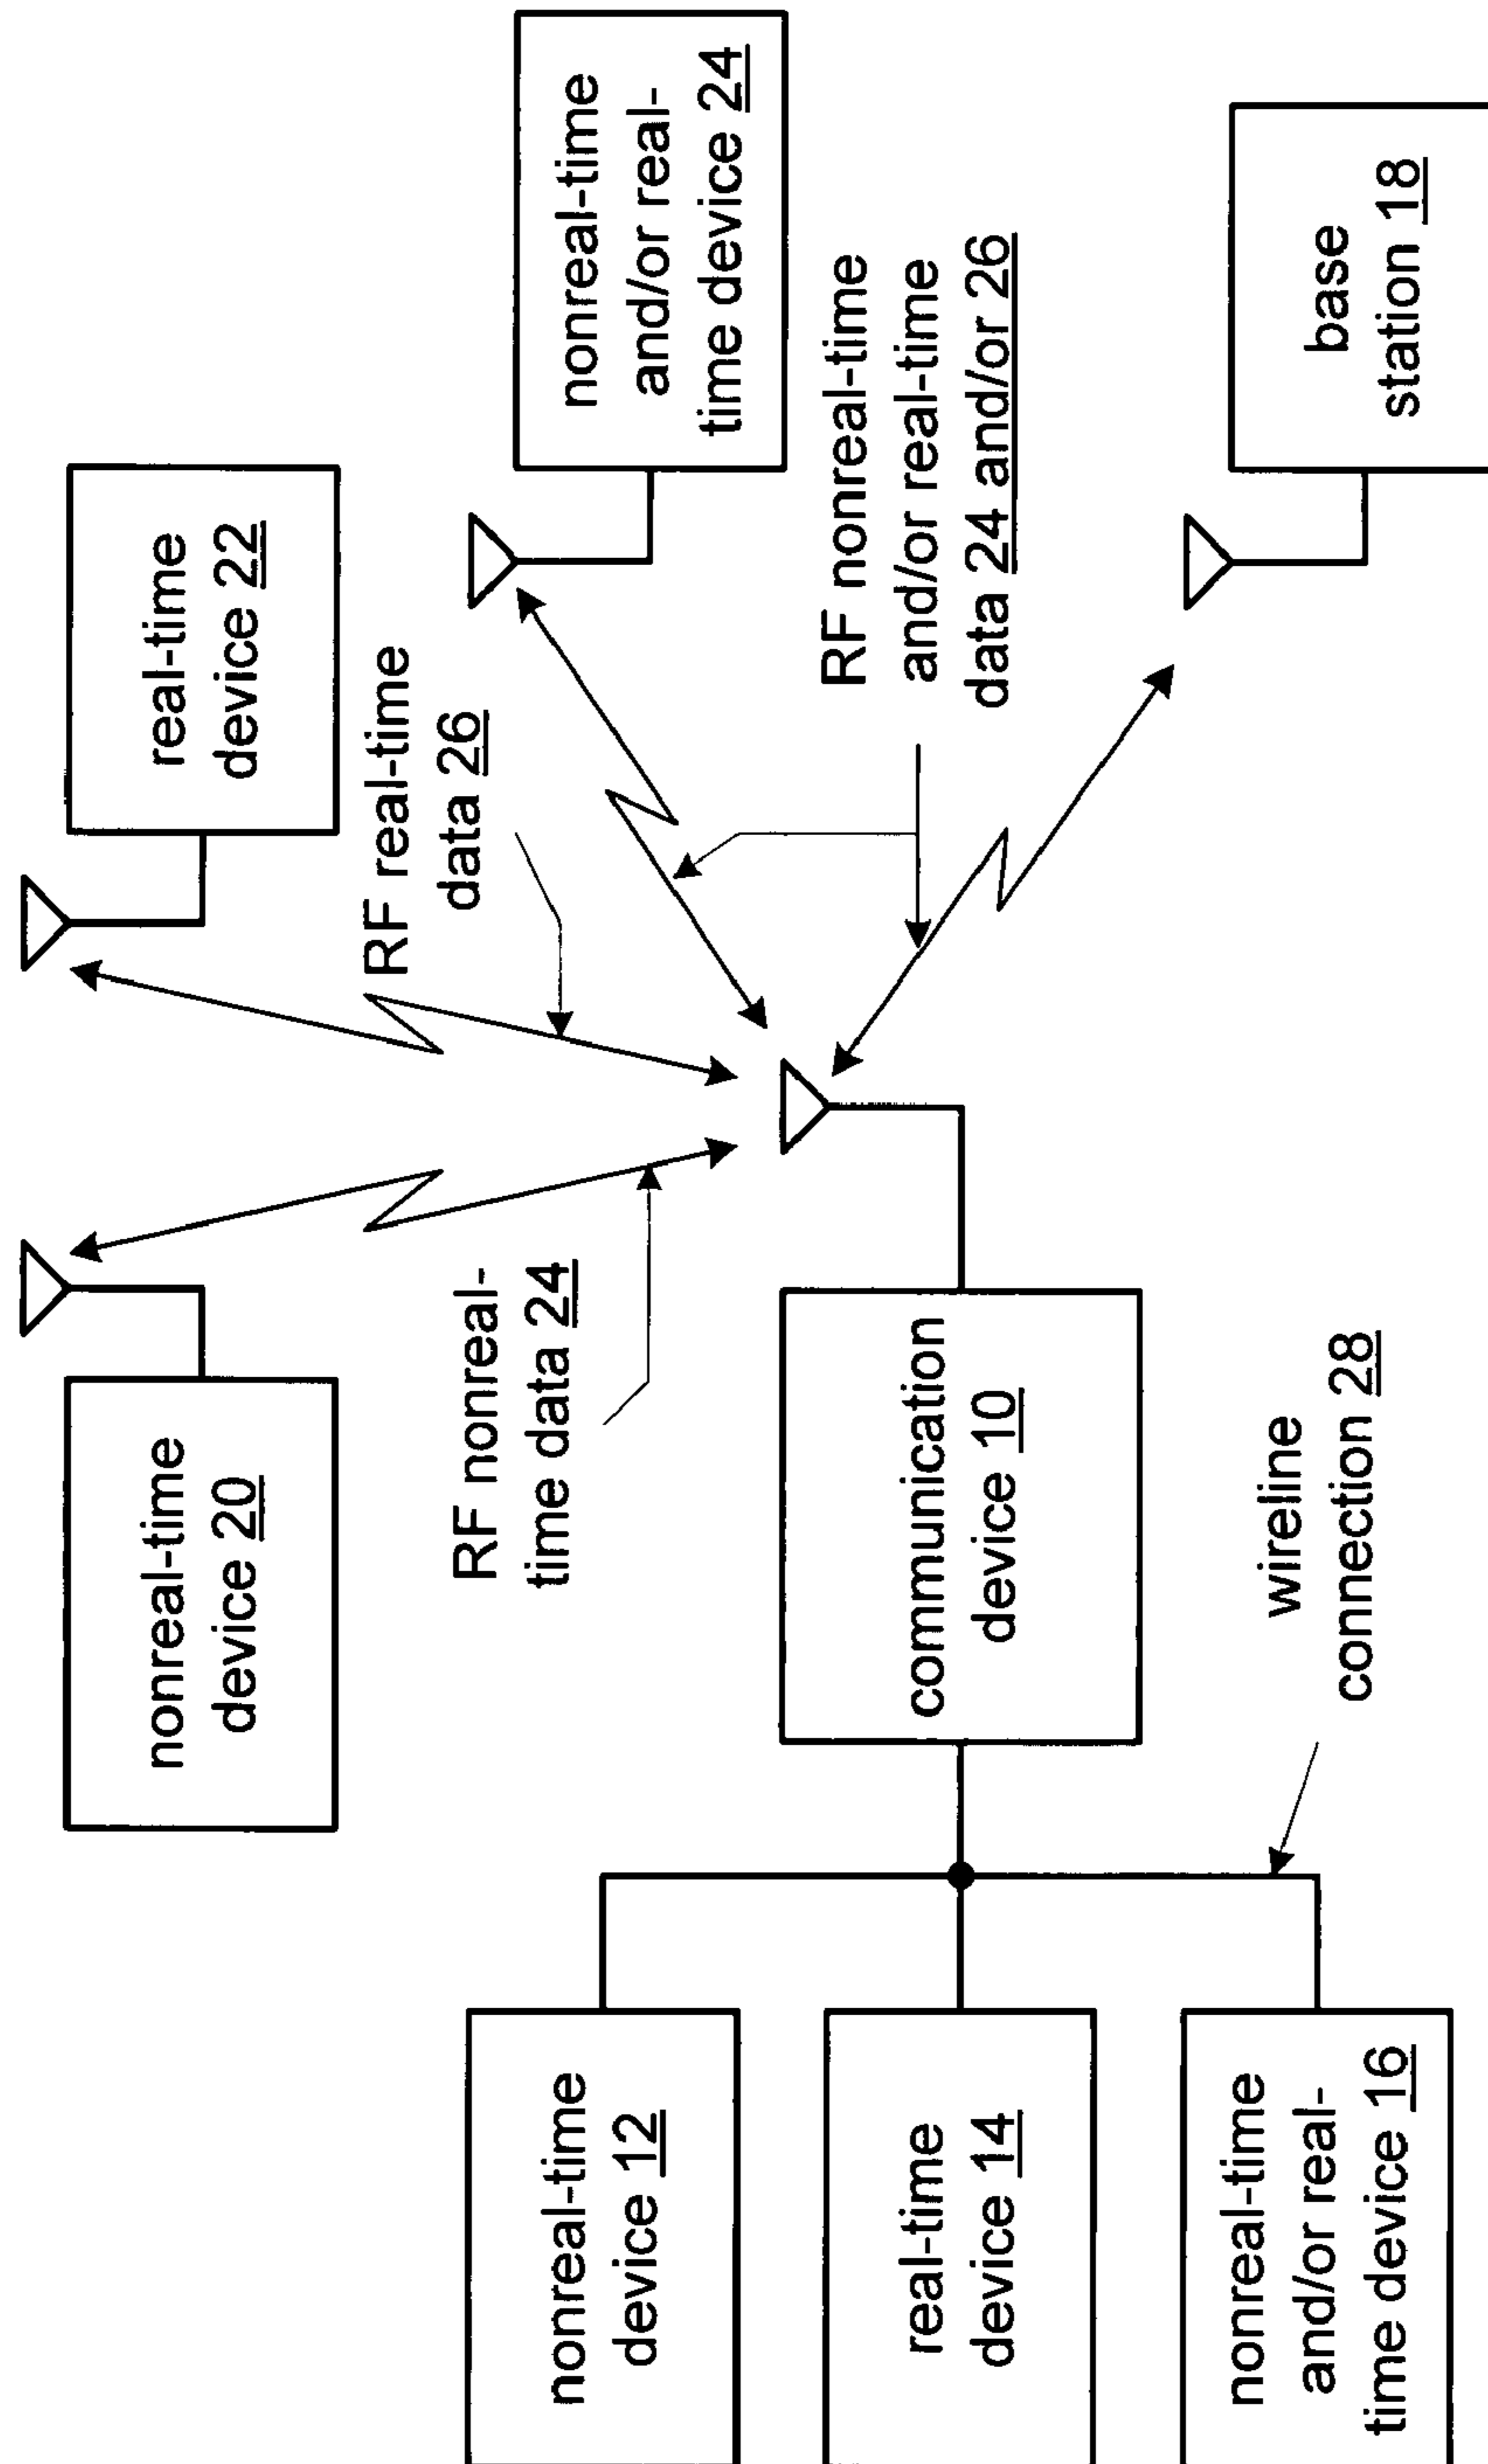 nonreal-time
device 20
real-time
device 22
RF real-time
data 26
RF nonreal-
time data 24
nonreal-time
and/or real-
time device 24
nonreal-time
device 12
real-time
device 14
nonreal-time
and/or real-
time device 16
communication
device 10
RF nonreal-time
and/or real-time
data 24 and/or 26
wireline
connection 28
base
station 18